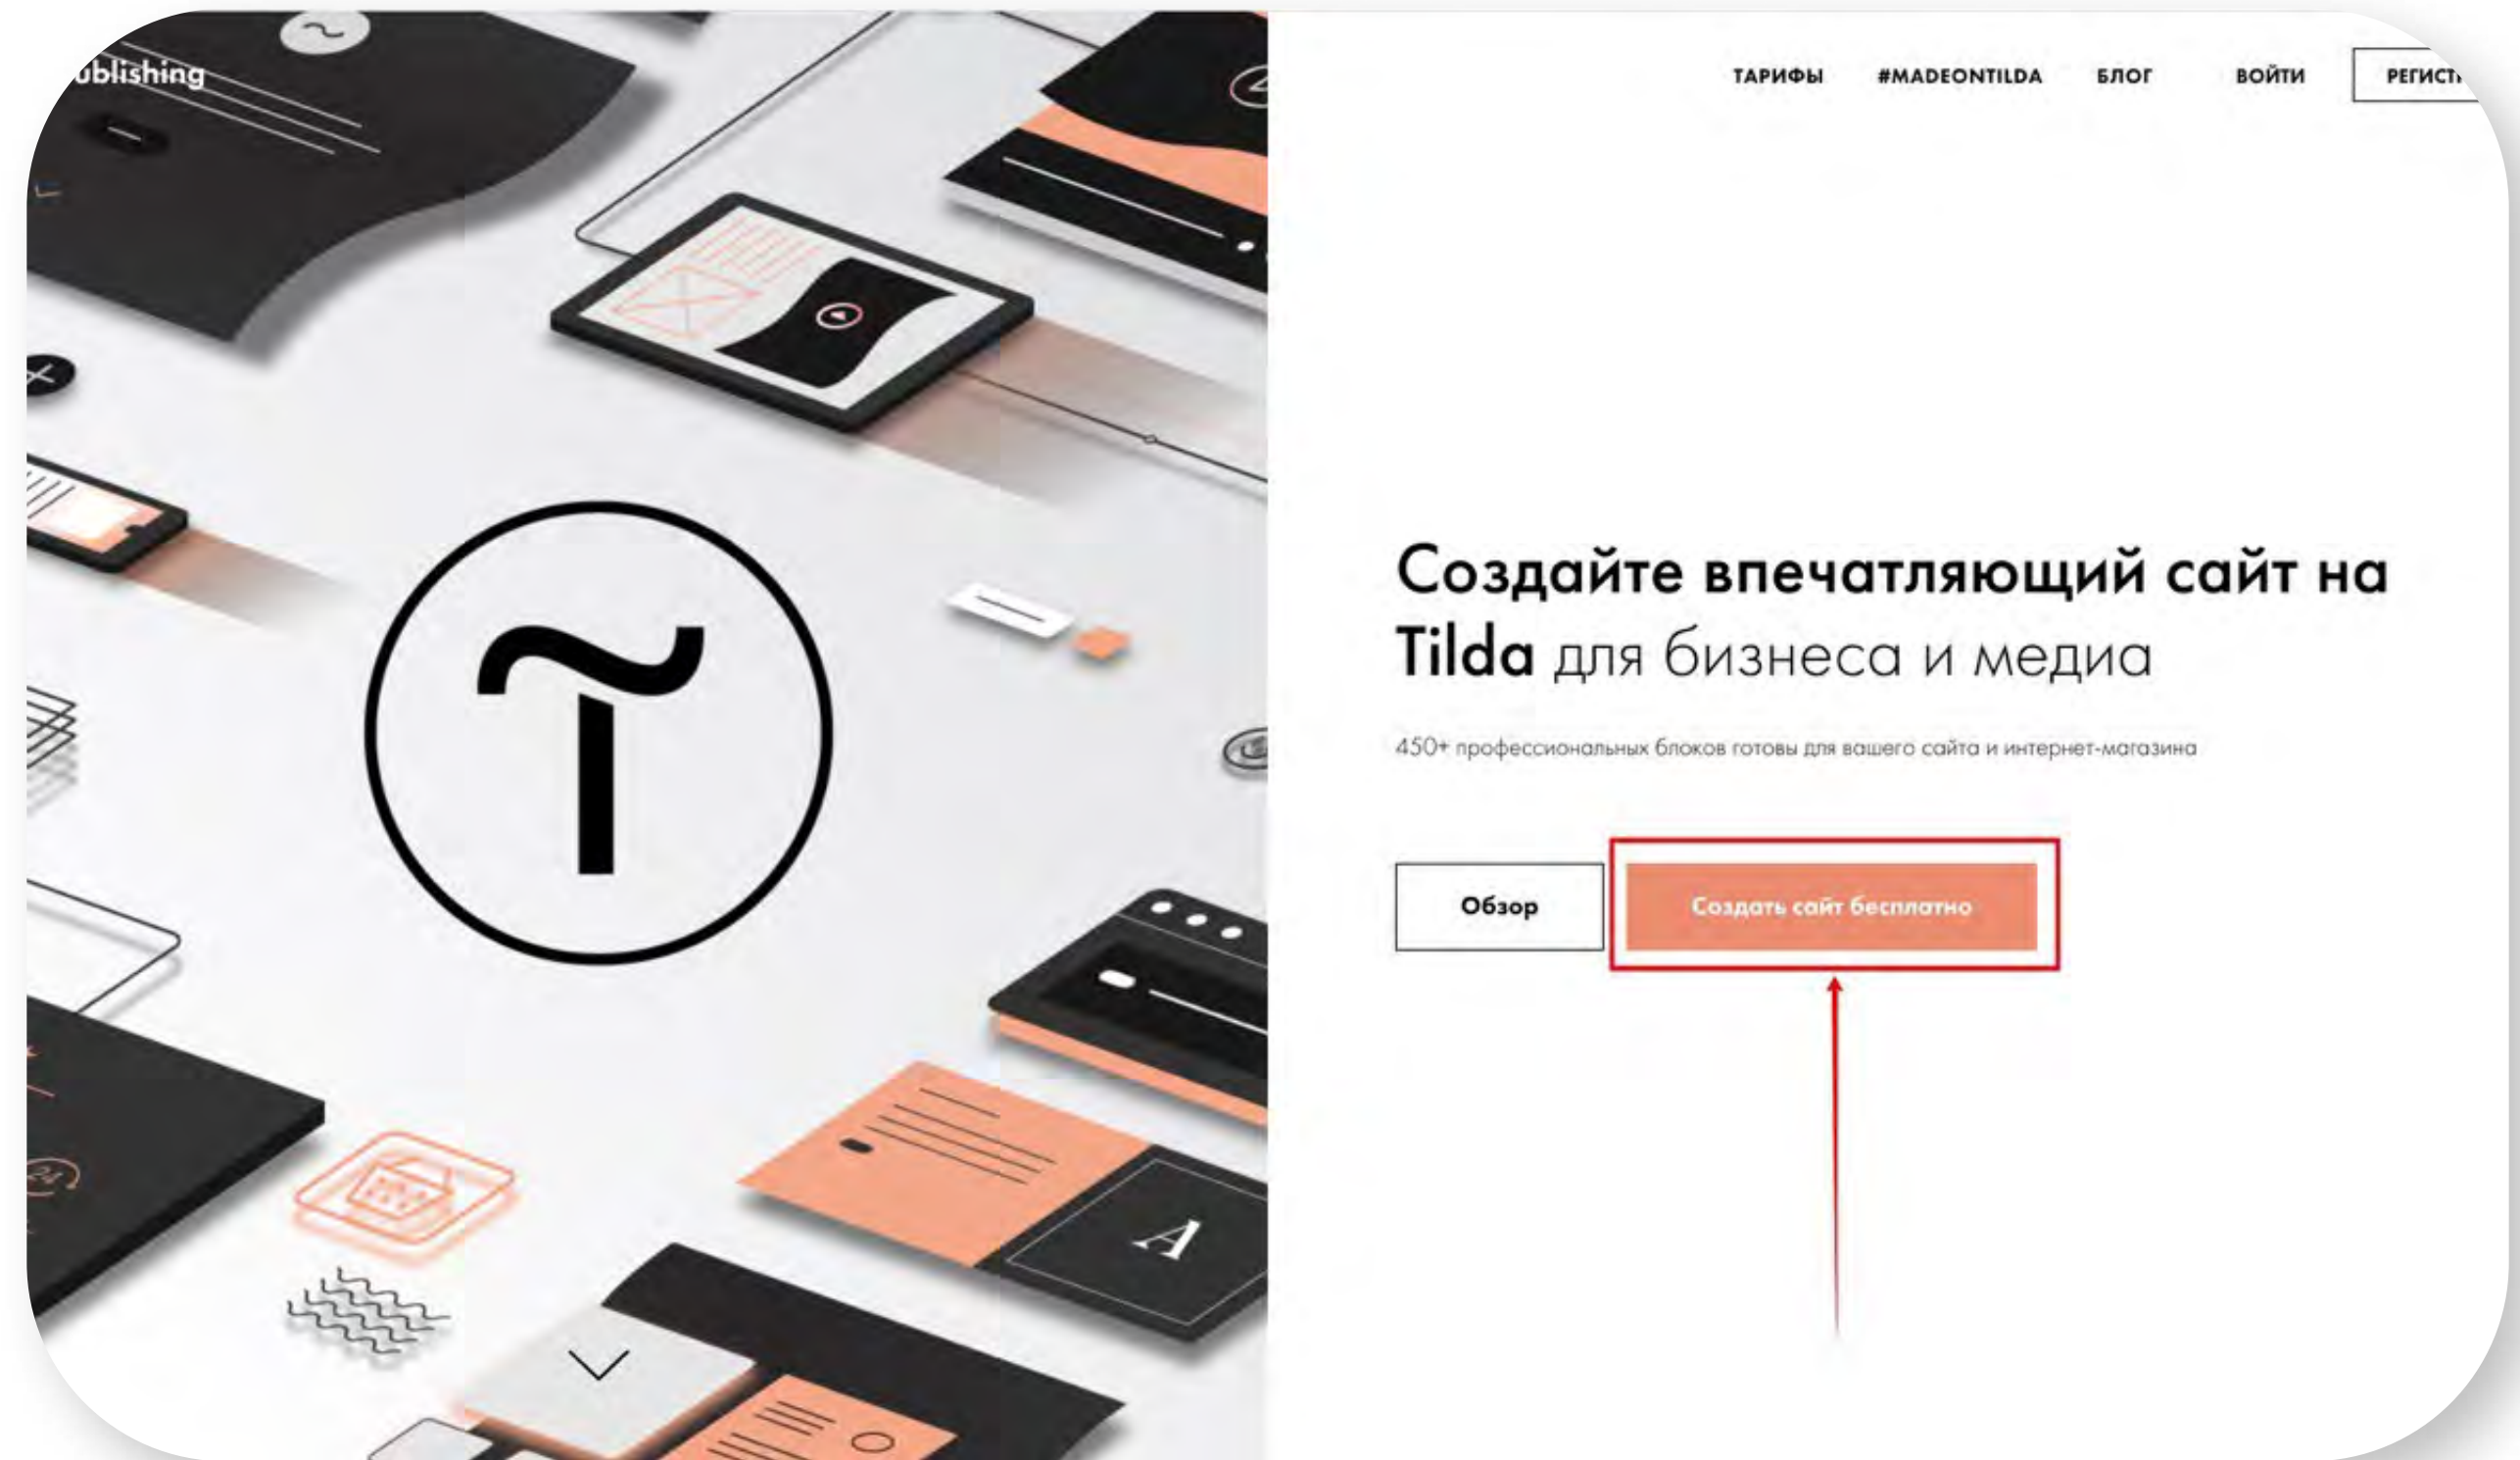 ublishing
ТАРИФЫ #MADEONTILDA БЛОГ ВОЙТИ
Создайте впечатляющий сайт на
Tilda для бизнеса и медиа
450+ профессиональных блоков готовы для вашего сайта и интернет-магазина
Обзор Создать сайт бесплатно
24
A